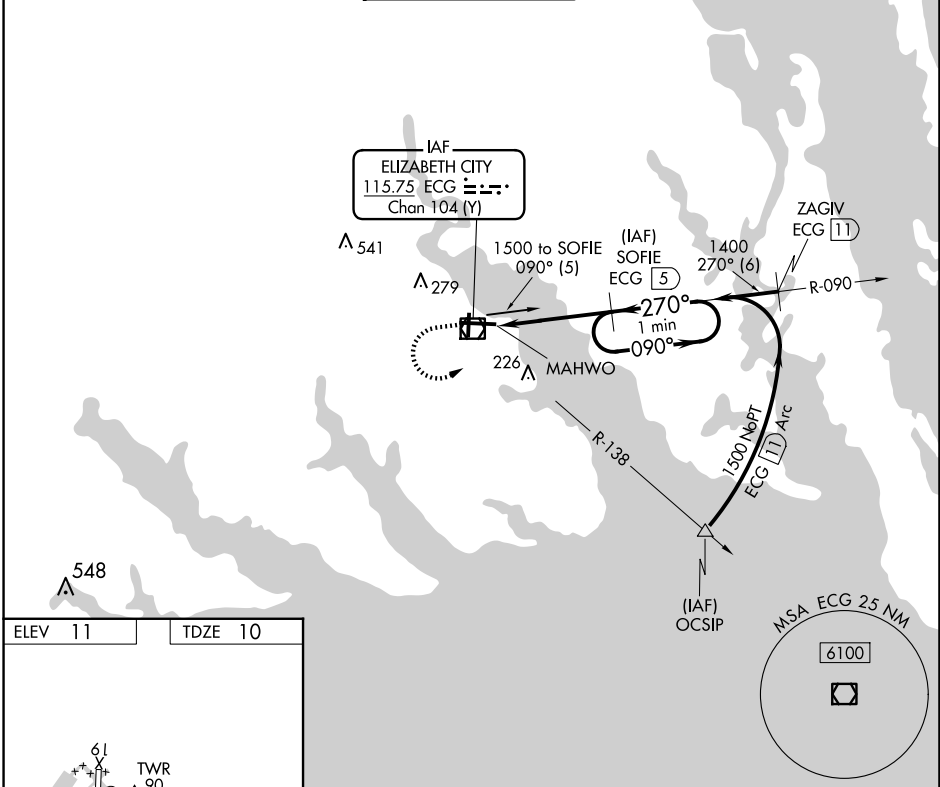 IAF
ELIZABETH CITY
115.75 ECG
Chan 104 (Y)
541
279
1500 to SOFIE
090° (5)
(IAF)
SOFIE
ECG 5
1400
270° (6)
ZAGIV
ECG 11
R-090
270°
1 min
090°
226
MAHWO
R-138
1500 NoPT
ECG 11 Arc
(IAF)
OCSIP
548
ELEV 11
TDZE 10
MSA ECG 25 NM
6100
19
TWR
90